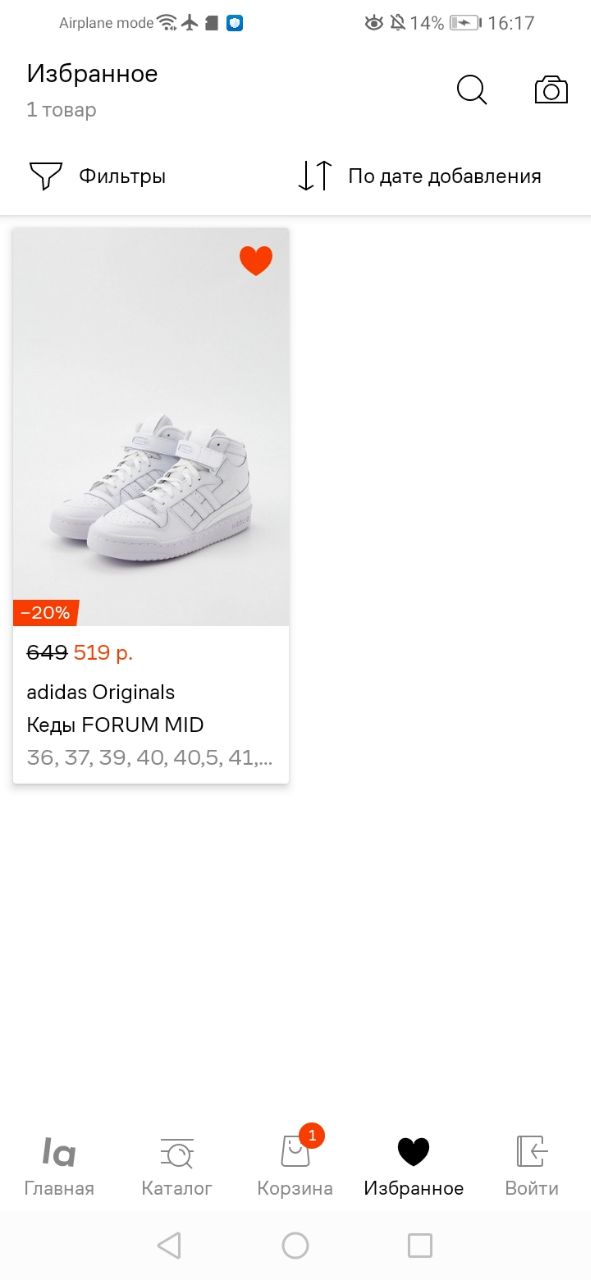 Airplane mode 14% 16:17
Избранное
1 товар
Фильтры По дате добавления
−20%
649 519 р.
adidas Originals
Кеды FORUM MID
36, 37, 39, 40, 40,5, 41,...
1
la
Главная Каталог Корзина Избранное Войти